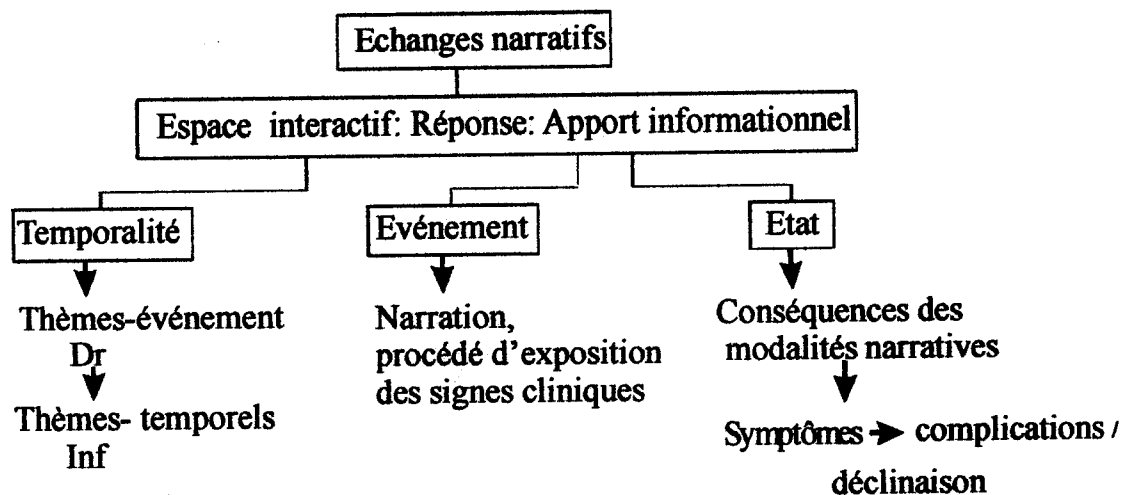 Echanges narratifs
Espace interactif: Réponse: Apport informationnel
Temporalité
Thèmes-événement
Dr
Thèmes- temporels
Inf
Evénement
Narration,
procédé d'exposition
des signes cliniques
Etat
Conséquences des
modalités narratives
Symptômes complications /
déclinaison